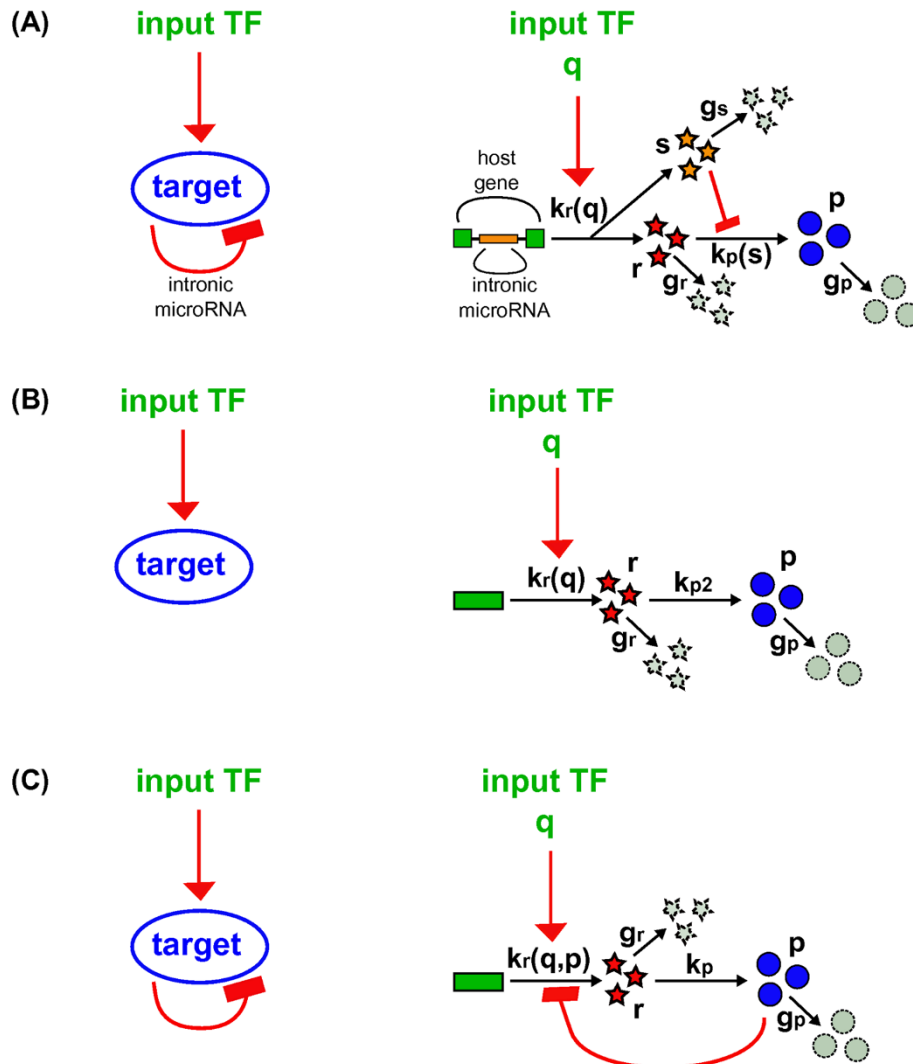 (A)
input TF
target
intronic
microRNA
input TF
q
host
gene
kr(q)
s
gs
r
gr
kp(s)
p
gp
intronic
microRNA
(B)
input TF
target
input TF
q
kr(q)
r
kp2
p
gr
gp
(C)
input TF
target
input TF
q
kr(q,p)
gr
r
kp
p
gp